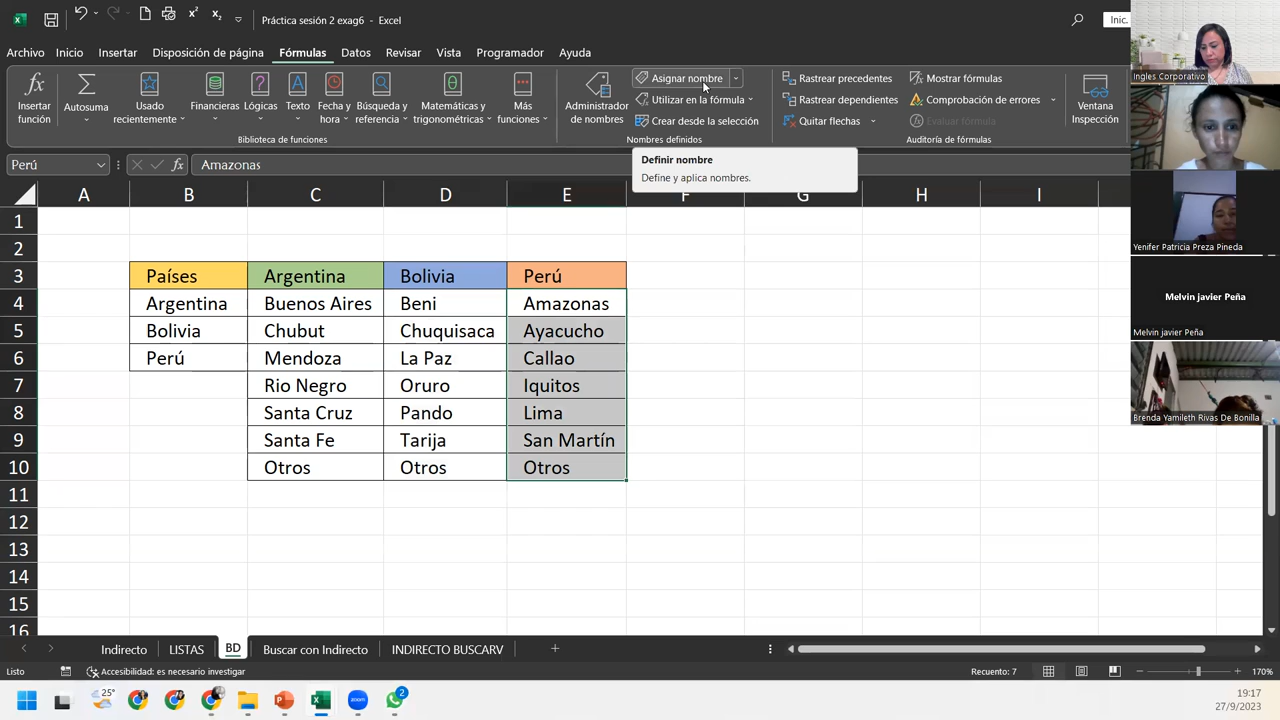 Práctica sesión 2 exag6 - Excel
Inic.
Archivo Inicio Insertar Disposición de página Fórmulas Datos Revisar Vista Programador Ayuda
Insertar función
Autosuma
Usado recientemente
Financieras
Lógicas
Texto
Fecha y hora
Búsqueda y referencia
Matemáticas y trigonométricas
Más funciones
Biblioteca de funciones
Administrador de nombres
Asignar nombre
Utilizar en la fórmula
Crear desde la selección
Nombres definidos
Rastrear precedentes
Rastrear dependientes
Quitar flechas
Mostrar fórmulas
Comprobación de errores
Evaluar fórmula
Auditoría de fórmulas
Ventana Inspección
Definir nombre
Define y aplica nombres.
Perú
fx
Amazonas
A B C D E F G H I
1
2
3 Países Argentina Bolivia Perú
4 Argentina Buenos Aires Beni Amazonas
5 Bolivia Chubut Chuquisaca Ayacucho
6 Perú Mendoza La Paz Callao
7 Rio Negro Oruro Iquitos
8 Santa Cruz Pando Lima
9 Santa Fe Tarija San Martín
10 Otros Otros Otros
11
12
13
14
15
16
Ingles Corporativo
Yenifer Patricia Preza Pineda
Melvin javier Peña
Melvin javier Peña
Brenda Yamileth Rivas De Bonilla
Indirecto LISTAS BD Buscar con Indirecto INDIRECTO BUSCARV
Listo
Accesibilidad: es necesario investigar
Recuento: 7
170%
25°
zoom
2
19:17
27/9/2023